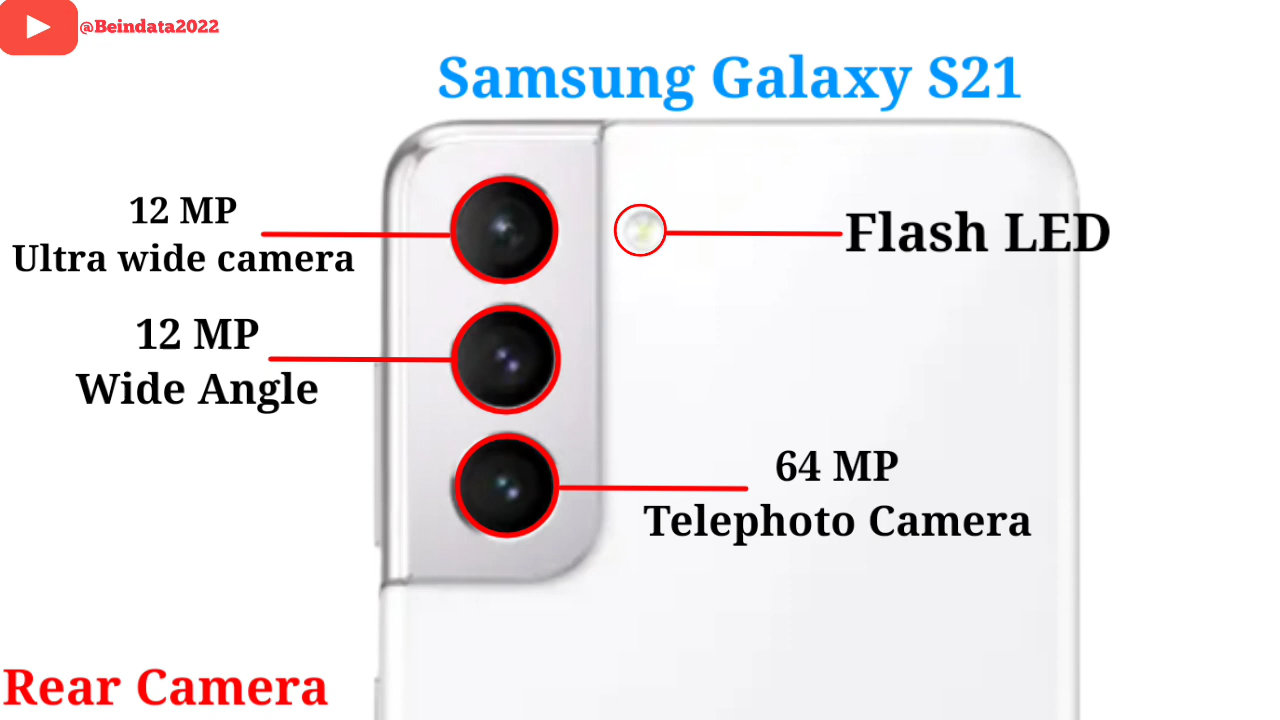 @Beindata2022
Samsung Galaxy S21
12 MP
Ultra wide camera
Flash LED
12 MP
Wide Angle
64 MP
Telephoto Camera
Rear Camera